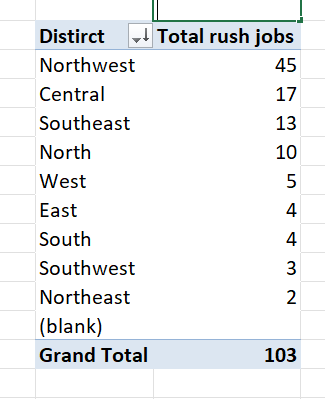 Distirct Total rush jobs
Northwest 45
Central 17
Southeast 13
North 10
West 5
East 4
South 4
Southwest 3
Northeast 2
(blank)
Grand Total 103